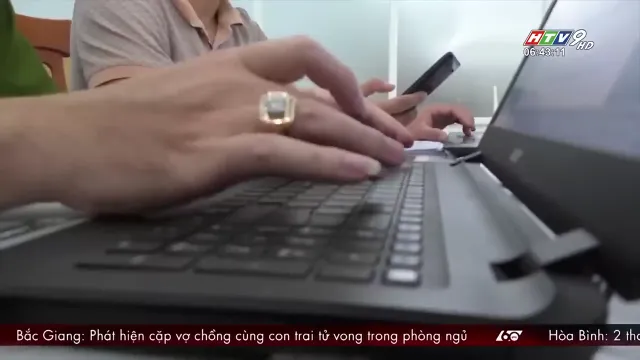 HTV9 HD
06:43:11
Bắc Giang: Phát hiện cặp vợ chồng cùng con trai tử vong trong phòng ngủ
60 Hòa Bình: 2 th